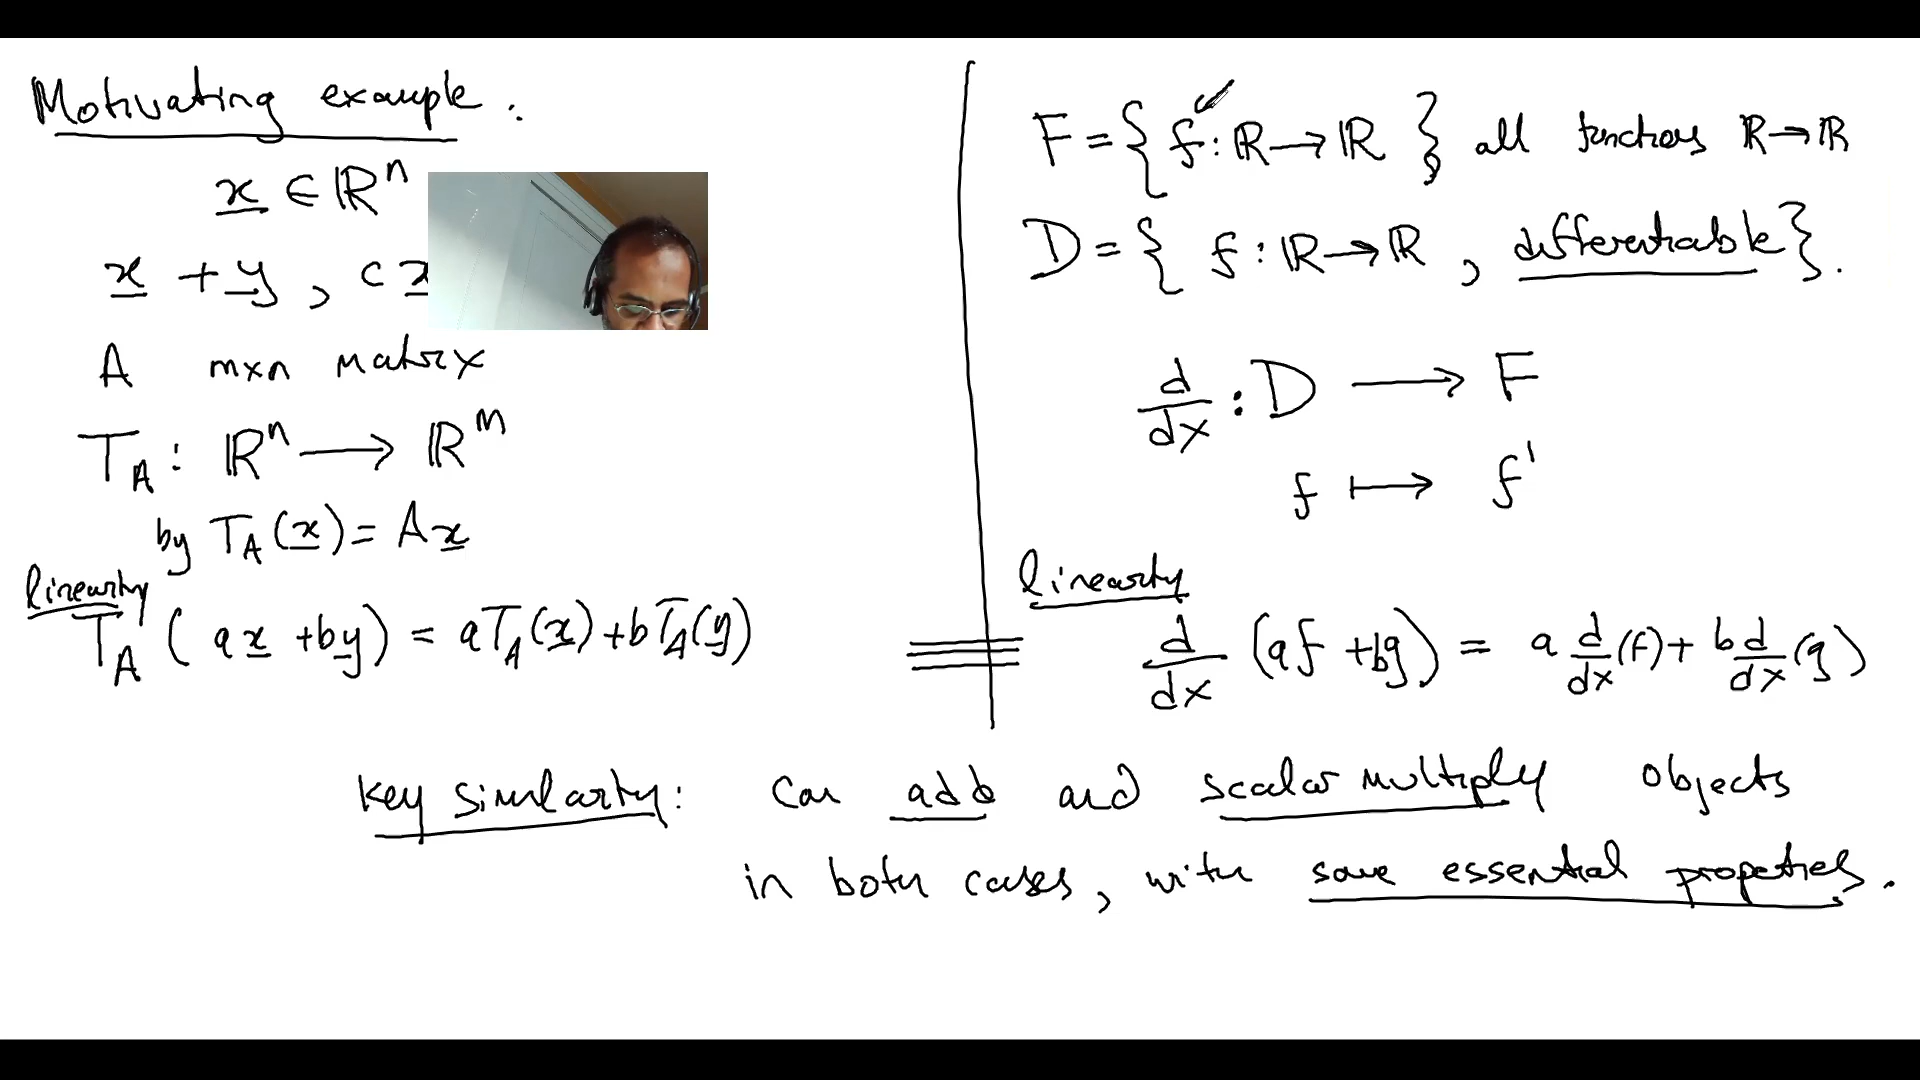 Motivating example:
x ∈ ℝⁿ
x + y, cx
A mxn matrix
T_A : ℝⁿ ⟶ ℝᵐ
by T_A(x) = Ax
linearity
T_A (ax + by) = aT_A(x) + bT_A(y)
F = { f : ℝ → ℝ } all functions ℝ → ℝ
D = { f : ℝ → ℝ , differentiable }.
d/dx : D ⟶ F
f ⟼ f'
linearity
d/dx (af + bg) = a d/dx (f) + b d/dx (g)
Key similarity: can add and scalar multiply objects
in both cases, with same essential properties.